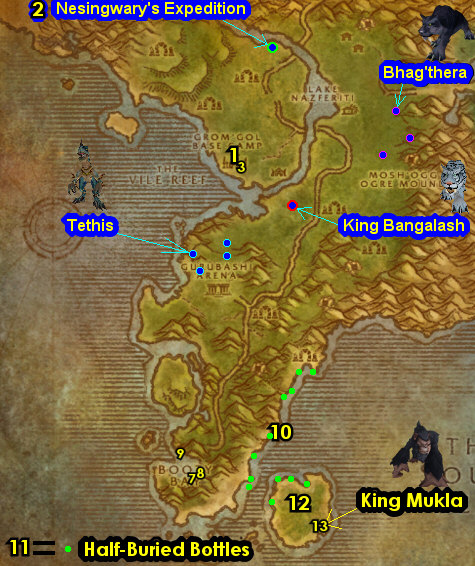 2 Nesingwary's Expedition
Bhag'thera
LAKE
NAZFERITI
GROM'GOL
BASE CAMP
1
3
THE
VILE REEF
MOSH'OGG
OGRE MOUND
Tethis
King Bangalash
GURUBASHI
ARENA
10
9
BOOTY
BAY
7
8
12
King Mukla
13
TH
11 = Half-Buried Bottles